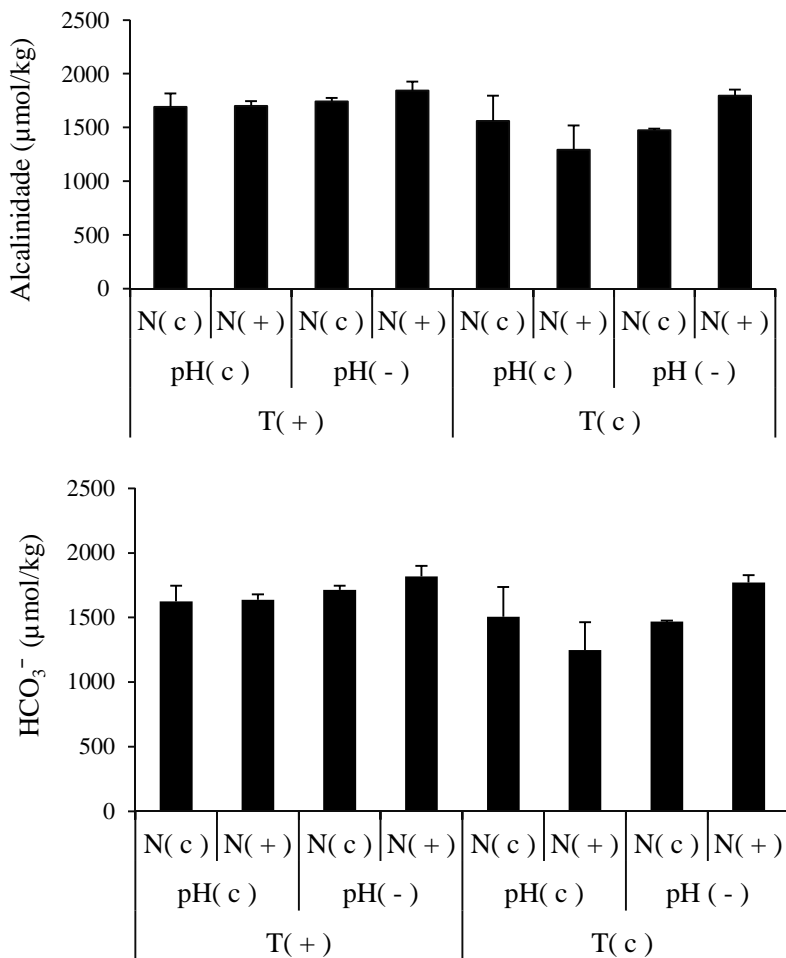 Alcalinidade (µmol/kg)
2500
2000
1500
1000
500
0
N( c ) N( + ) N( c ) N( + ) N( c ) N( + ) N( c ) N( + )
pH( c ) pH( - ) pH( c ) pH ( - )
T( + ) T( c )
HCO₃⁻ (µmol/kg)
2500
2000
1500
1000
500
0
N( c ) N( + ) N( c ) N( + ) N( c ) N( + ) N( c ) N( + )
pH( c ) pH( - ) pH( c ) pH ( - )
T( + ) T( c )